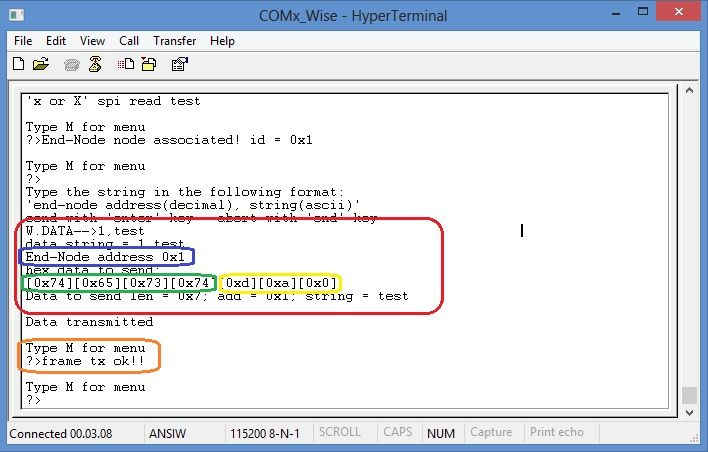 COMx_Wise - HyperTerminal
File Edit View Call Transfer Help
'x or X' spi read test
Type M for menu
?>End-Node node associated! id = 0x1
Type M for menu
?>
Type the string in the following format:
'end-node address(decimal), string(ascii)'
send with 'enter' key - abort with 'end' key
W.DATA-->1,test
data string = 1,test
End-Node address 0x1
hex data to send:
[0x74][0x65][0x73][0x74][0xd][0xa][0x0]
Data to send len = 0x7; add = 0x1; string = test
Data transmitted
Type M for menu
?>frame tx ok!!
Type M for menu
?>
Connected 00.03.08 ANSIW 115200 8-N-1 SCROLL CAPS NUM Capture Print echo